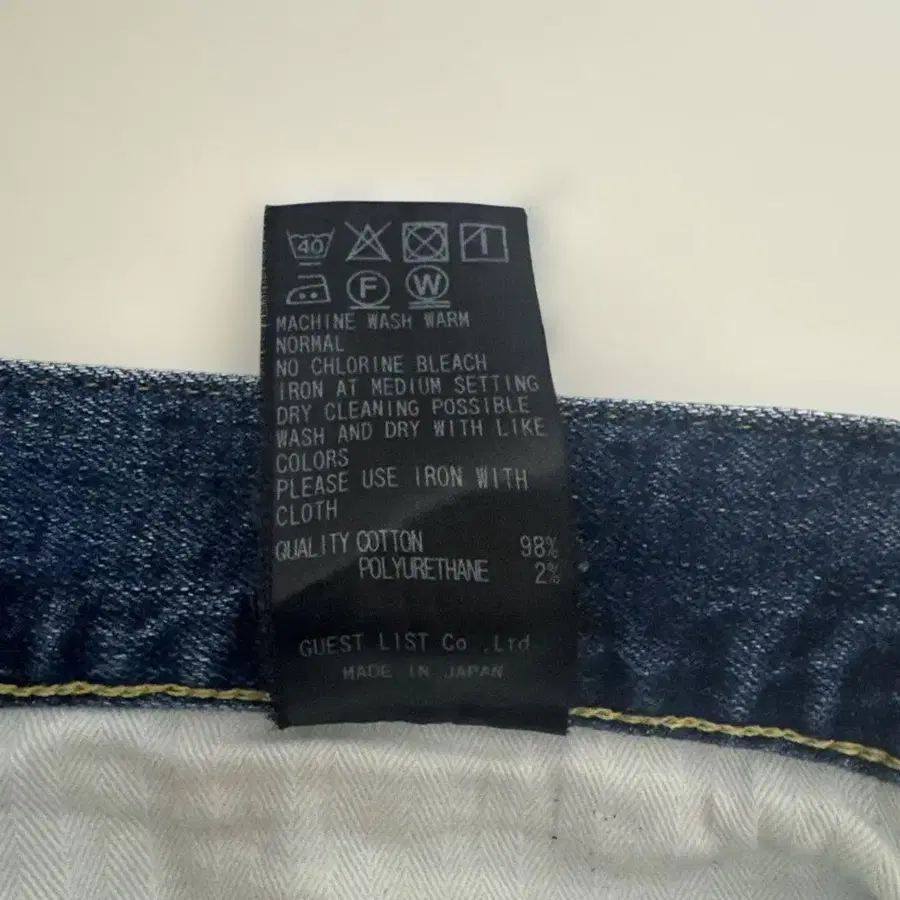 40
F W
MACHINE WASH WARM
NORMAL
NO CHLORINE BLEACH
IRON AT MEDIUM SETTING
DRY CLEANING POSSIBLE
WASH AND DRY WITH LIKE
COLORS
PLEASE USE IRON WITH
CLOTH
QUALITY COTTON 98%
POLYURETHANE 2%
GUEST LIST Co .,Ltd
MADE IN JAPAN